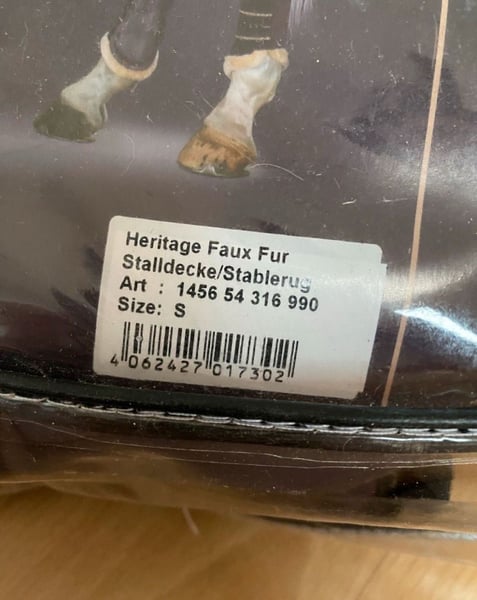 Heritage Faux Fur
Stalldecke/Stablerug
Art : 1456 54 316 990
Size: S
4 062427 017302